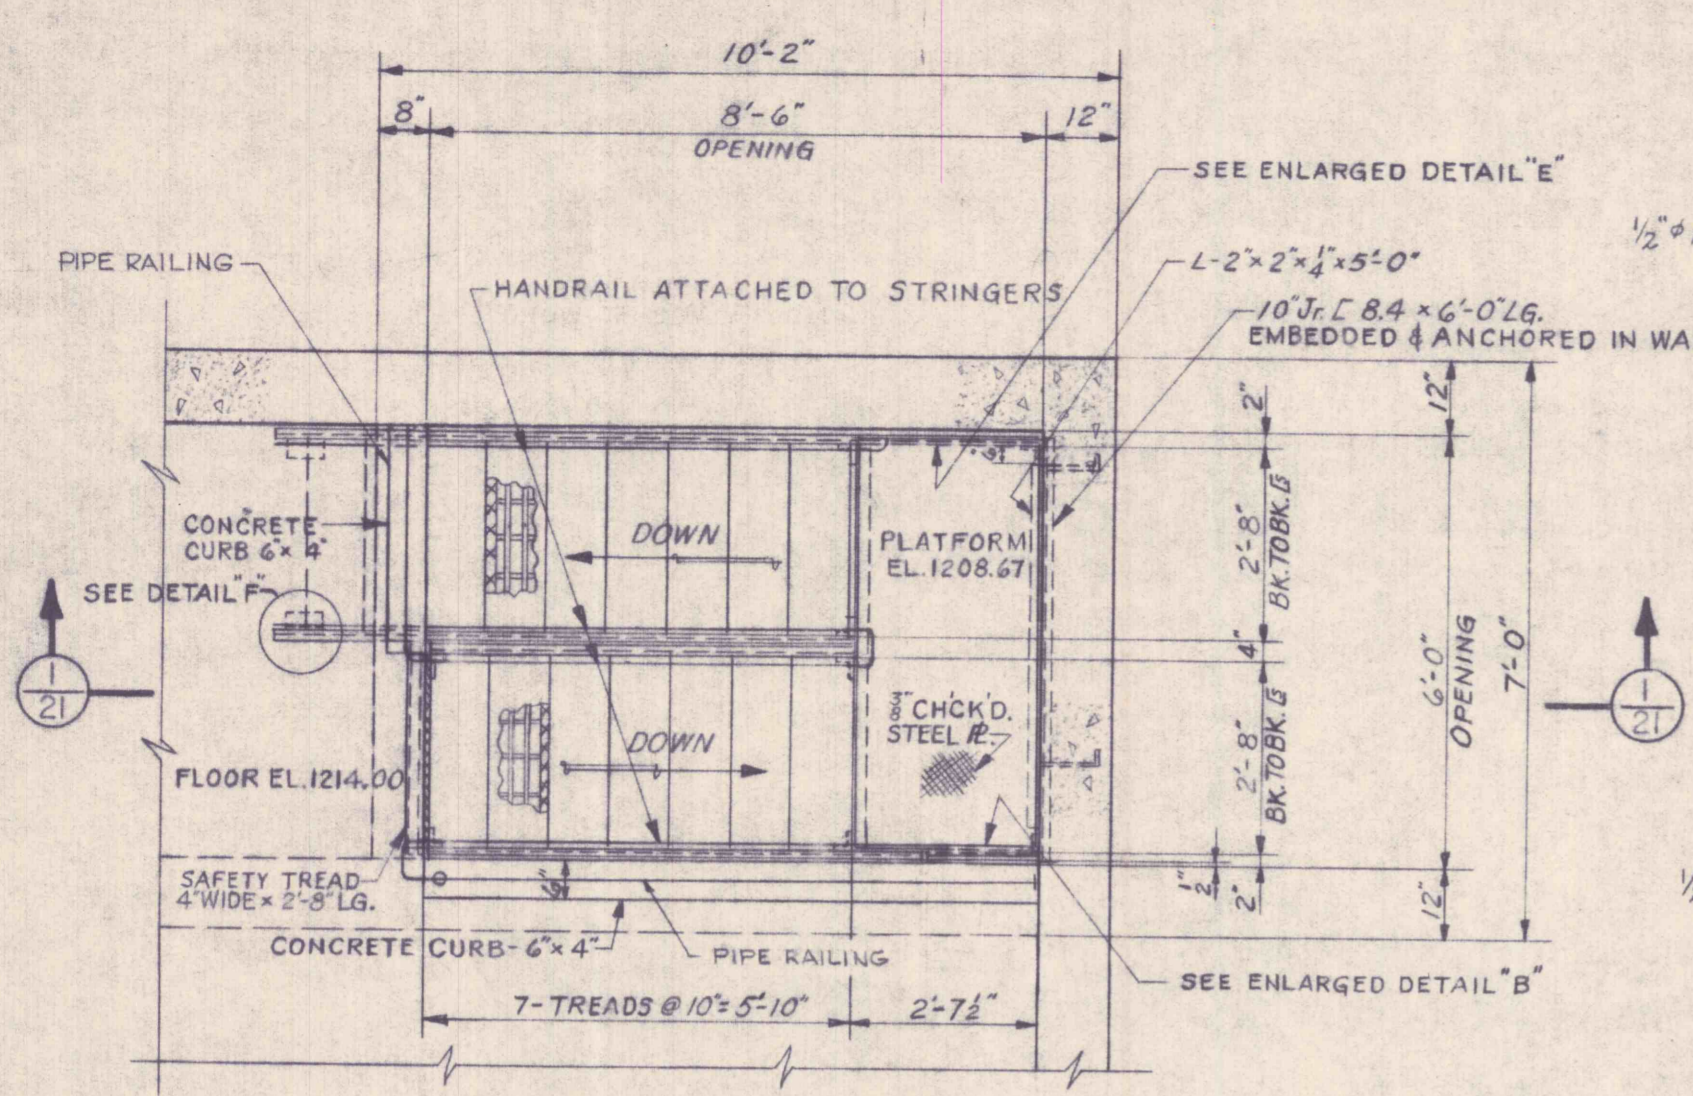 10'-2"
8"
8'-6"
OPENING
12"
SEE ENLARGED DETAIL "E"
1/2" φ
PIPE RAILING
HANDRAIL ATTACHED TO STRINGERS
L-2"×2"×1/4"×5'-0"
10" Jr. [ 8.4 × 6'-0" LG.
EMBEDDED & ANCHORED IN WA
2"
12"
CONCRETE
CURB 6"× 4"
DOWN
PLATFORM
EL. 1208.67
2'-8"
BK. TO BK. [s
SEE DETAIL "F"
4"
6'-0"
OPENING
7'-0"
1
21
1
21
3/8" CHCK'D.
STEEL PL.
DOWN
2'-8"
BK. TO BK. [s
FLOOR EL. 1214.00
SAFETY TREAD
4" WIDE × 2'-8" LG.
6"
1/2"
2"
12"
CONCRETE CURB - 6"× 4"
PIPE RAILING
SEE ENLARGED DETAIL "B"
7-TREADS @ 10"= 5'-10"
2'-7 1/2"